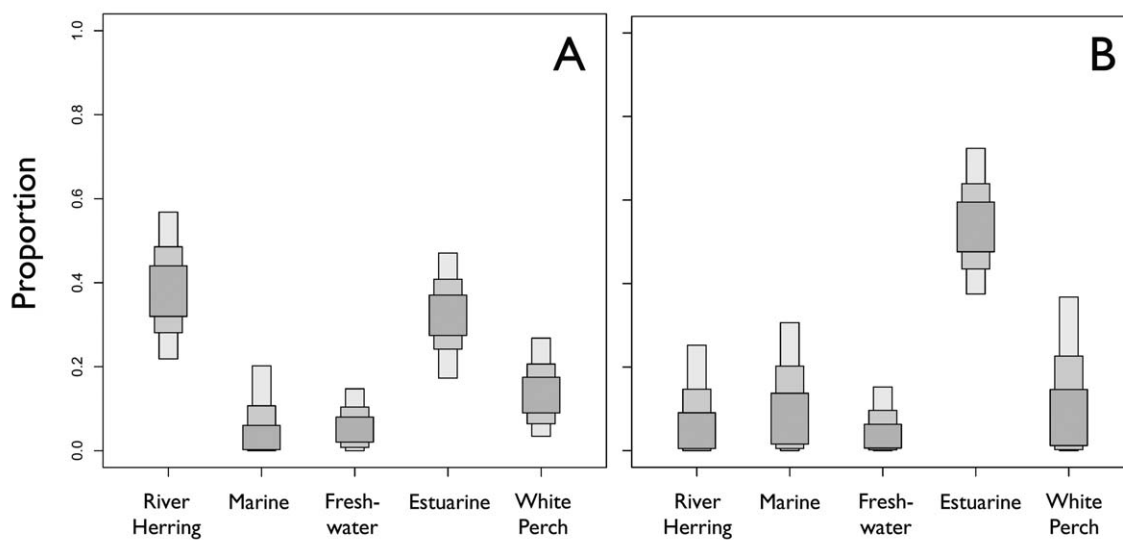 A
B
Proportion
1.0
0.8
0.6
0.4
0.2
0.0
River
Herring
Marine
Fresh-
water
Estuarine
White
Perch
River
Herring
Marine
Fresh-
water
Estuarine
White
Perch